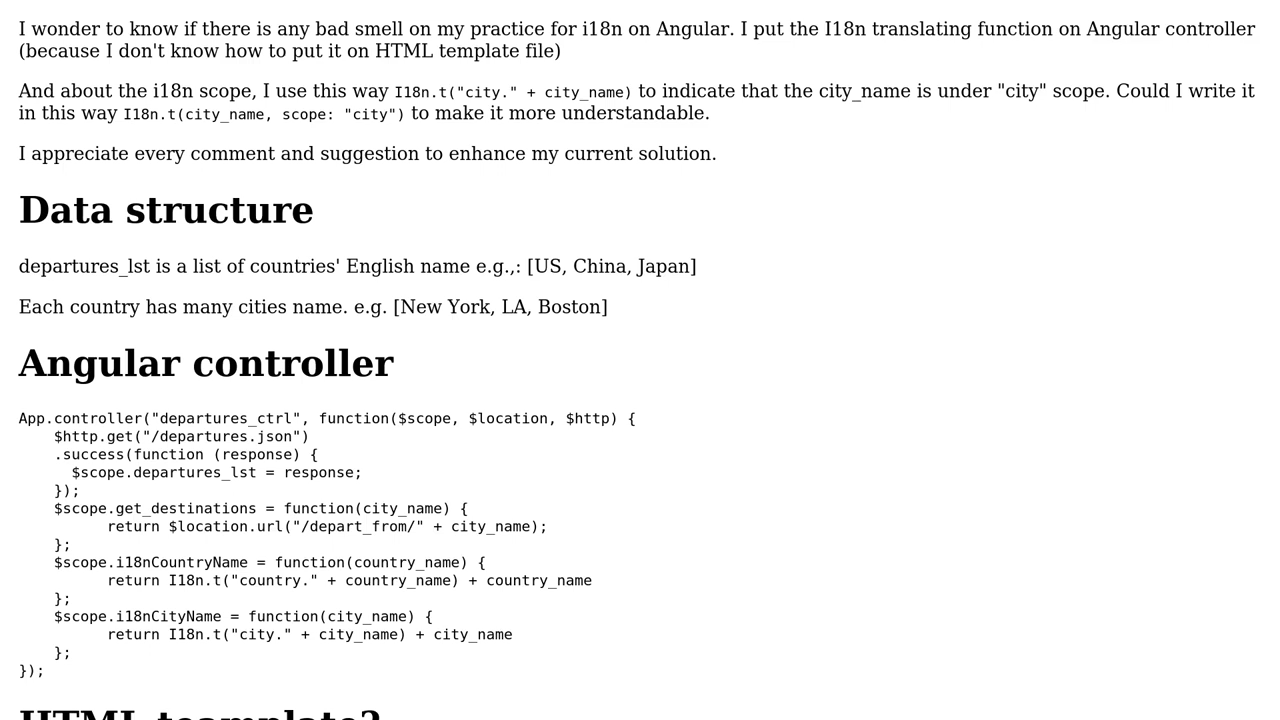 I wonder to know if there is any bad smell on my practice for i18n on Angular. I put the I18n translating function on Angular controller
(because I don't know how to put it on HTML template file)
And about the i18n scope, I use this way I18n.t("city." + city_name) to indicate that the city_name is under "city" scope. Could I write it
in this way I18n.t(city_name, scope: "city") to make it more understandable.
I appreciate every comment and suggestion to enhance my current solution.
Data structure
departures_lst is a list of countries' English name e.g.,: [US, China, Japan]
Each country has many cities name. e.g. [New York, LA, Boston]
Angular controller
App.controller("departures_ctrl", function($scope, $location, $http) {
    $http.get("/departures.json")
    .success(function (response) {
      $scope.departures_lst = response;
    });
    $scope.get_destinations = function(city_name) {
          return $location.url("/depart_from/" + city_name);
    };
    $scope.i18nCountryName = function(country_name) {
          return I18n.t("country." + country_name) + country_name
    };
    $scope.i18nCityName = function(city_name) {
          return I18n.t("city." + city_name) + city_name
    };
});
HTML teamplate?